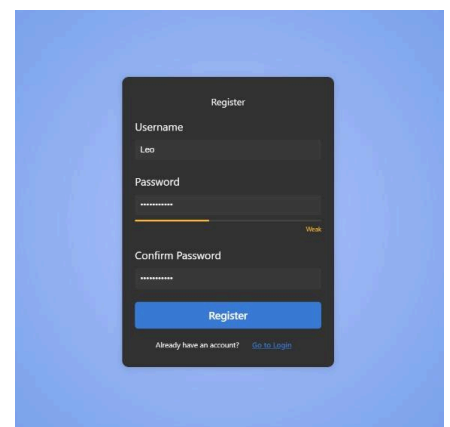 Register
Username
Leo
Password
•••••••••••
Weak
Confirm Password
•••••••••••
Register
Already have an account? Go to Login